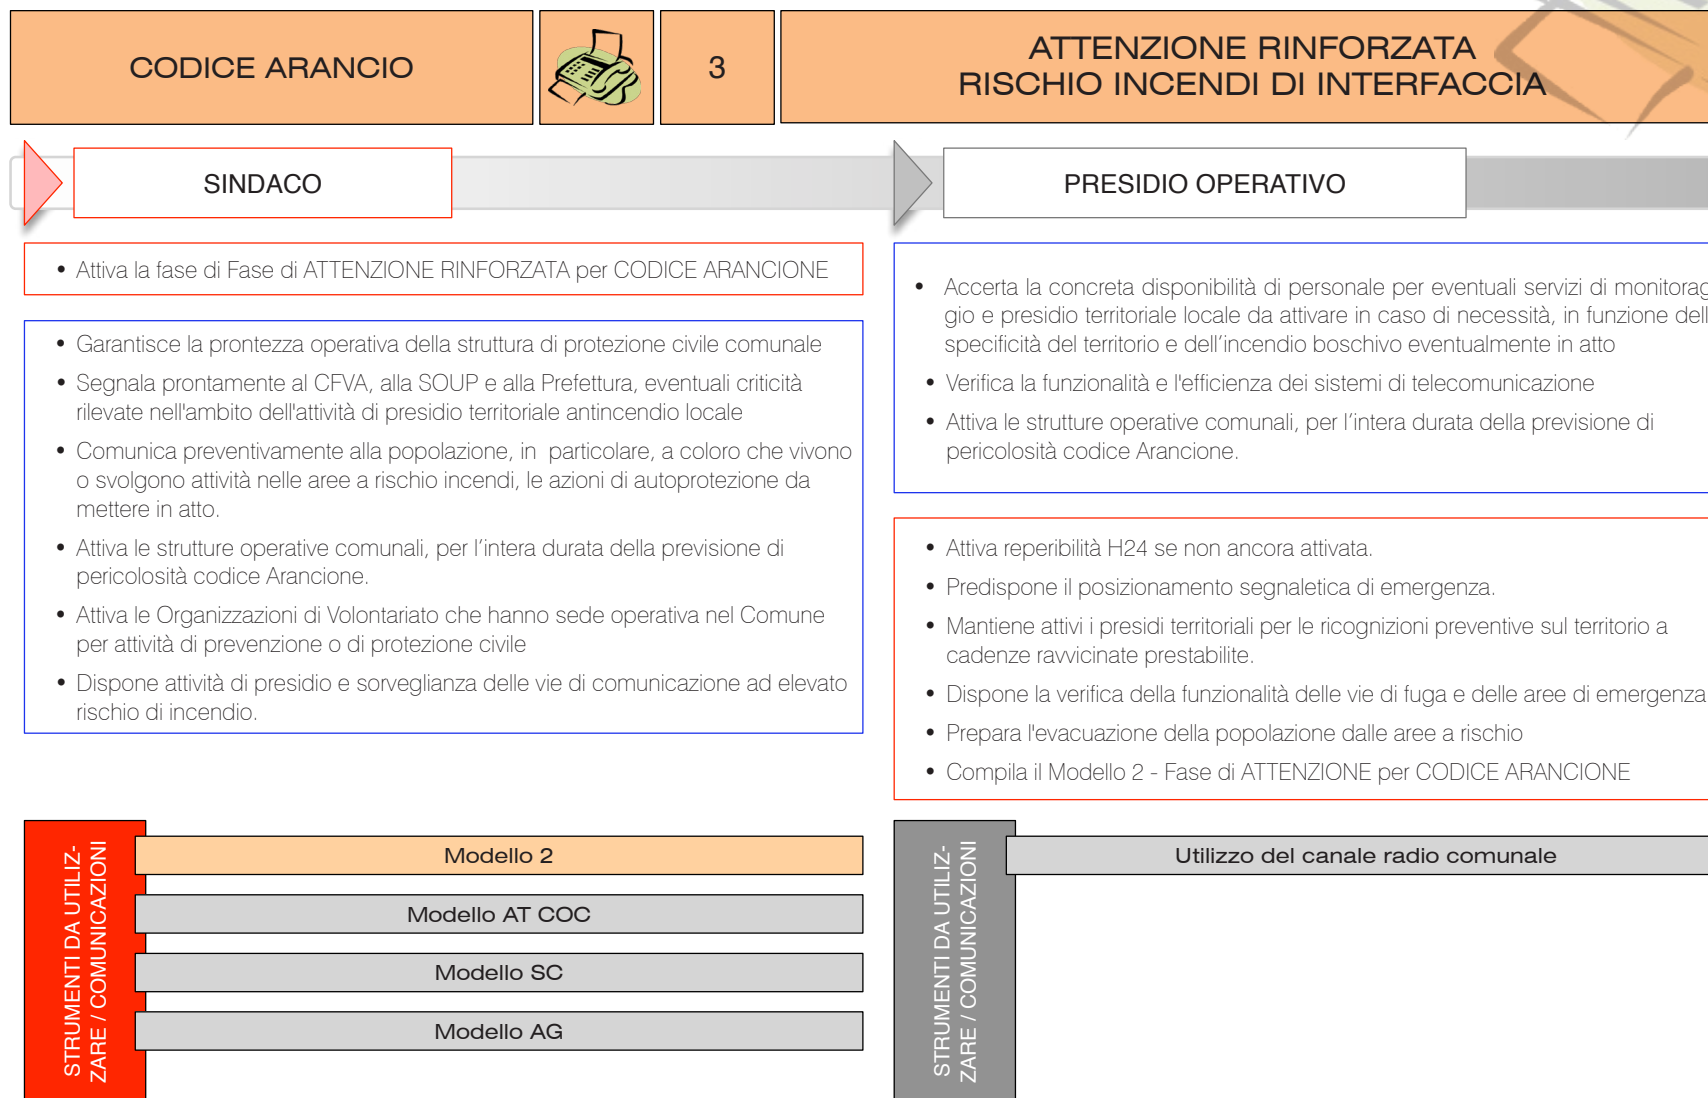 CODICE ARANCIO
3
ATTENZIONE RINFORZATA
RISCHIO INCENDI DI INTERFACCIA
SINDACO
• Attiva la fase di Fase di ATTENZIONE RINFORZATA per CODICE ARANCIONE
• Garantisce la prontezza operativa della struttura di protezione civile comunale
• Segnala prontamente al CFVA, alla SOUP e alla Prefettura, eventuali criticità
rilevate nell'ambito dell'attività di presidio territoriale antincendio locale
• Comunica preventivamente alla popolazione, in particolare, a coloro che vivono
o svolgono attività nelle aree a rischio incendi, le azioni di autoprotezione da
mettere in atto.
• Attiva le strutture operative comunali, per l’intera durata della previsione di
pericolosità codice Arancione.
• Attiva le Organizzazioni di Volontariato che hanno sede operativa nel Comune
per attività di prevenzione o di protezione civile
• Dispone attività di presidio e sorveglianza delle vie di comunicazione ad elevato
rischio di incendio.
STRUMENTI DA UTILIZ-
ZARE / COMUNICAZIONI
Modello 2
Modello AT COC
Modello SC
Modello AG
PRESIDIO OPERATIVO
• Accerta la concreta disponibilità di personale per eventuali servizi di monitorag
gio e presidio territoriale locale da attivare in caso di necessità, in funzione dell
specificità del territorio e dell’incendio boschivo eventualmente in atto
• Verifica la funzionalità e l'efficienza dei sistemi di telecomunicazione
• Attiva le strutture operative comunali, per l’intera durata della previsione di
pericolosità codice Arancione.
• Attiva reperibilità H24 se non ancora attivata.
• Predispone il posizionamento segnaletica di emergenza.
• Mantiene attivi i presidi territoriali per le ricognizioni preventive sul territorio a
cadenze ravvicinate prestabilite.
• Dispone la verifica della funzionalità delle vie di fuga e delle aree di emergenza
• Prepara l'evacuazione della popolazione dalle aree a rischio
• Compila il Modello 2 - Fase di ATTENZIONE per CODICE ARANCIONE
STRUMENTI DA UTILIZ-
ZARE / COMUNICAZIONI
Utilizzo del canale radio comunale